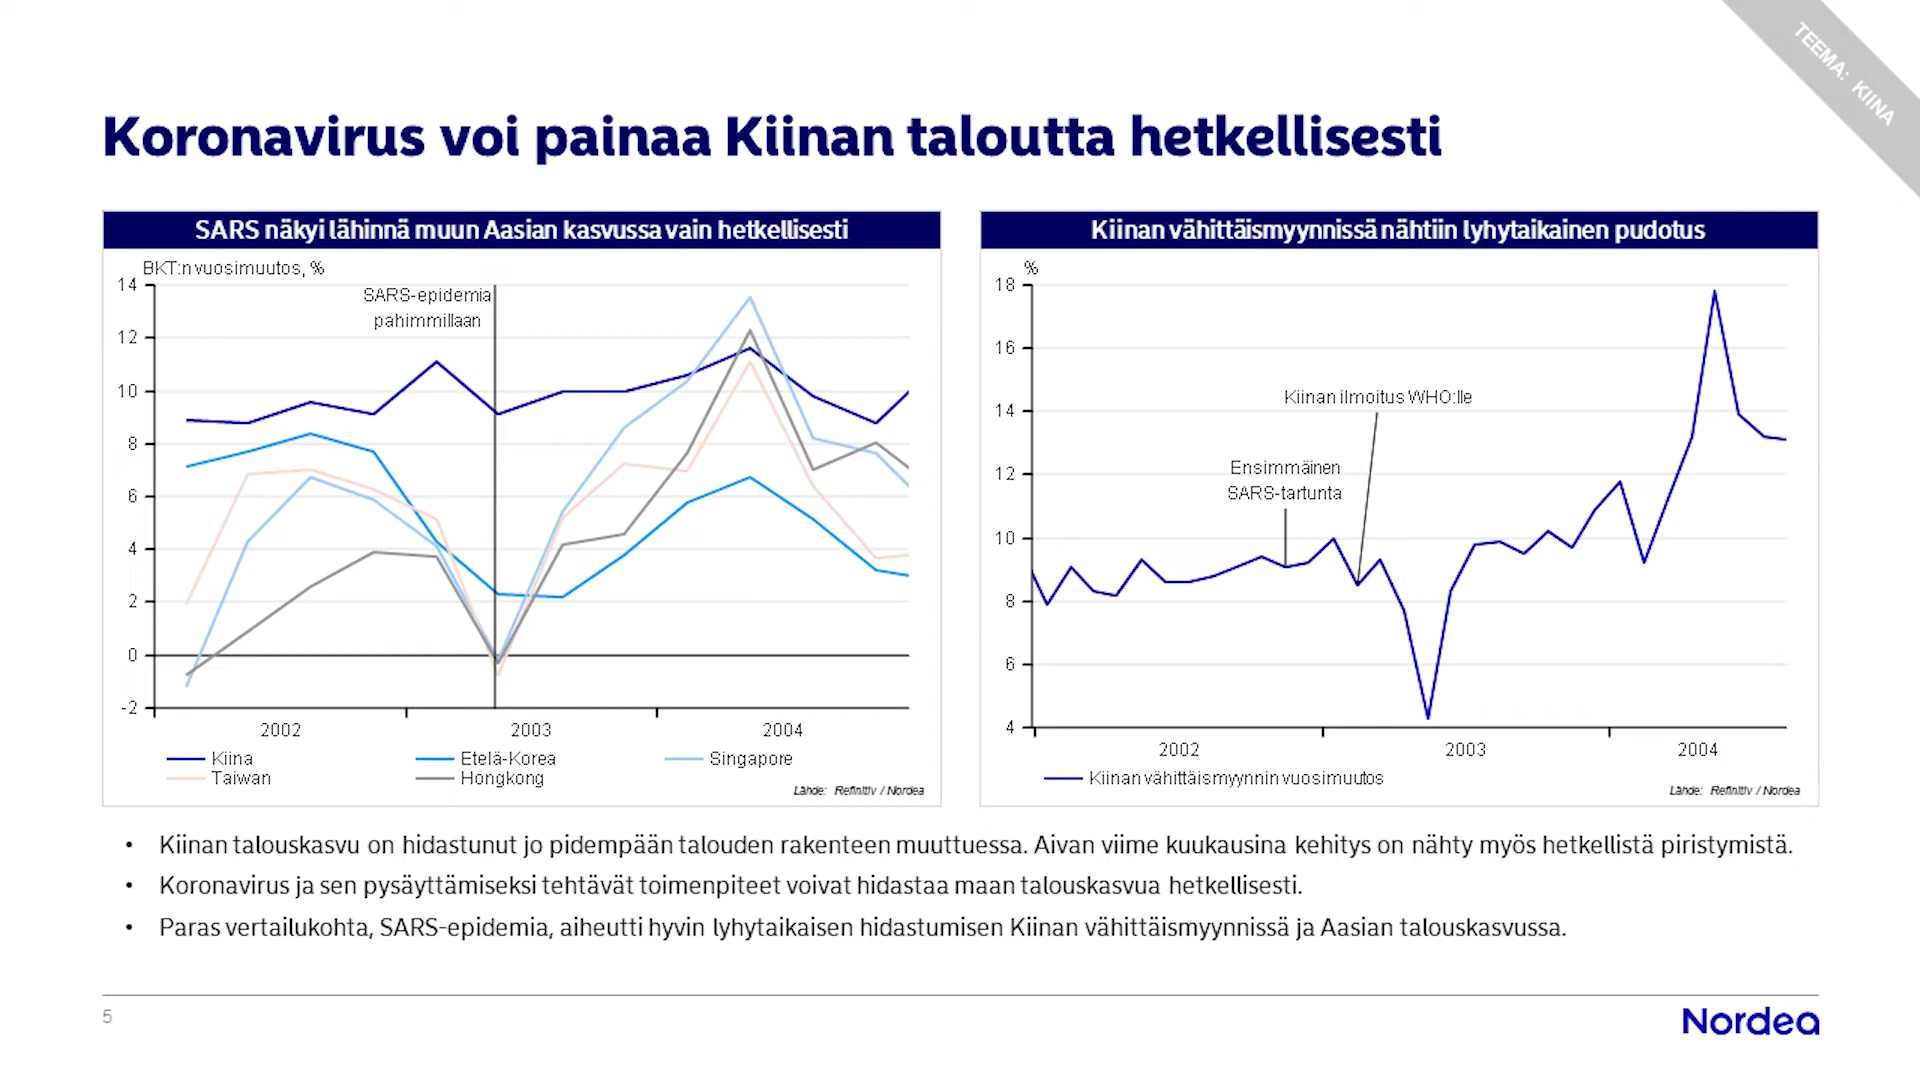 TEEMA: KIINA
Koronavirus voi painaa Kiinan taloutta hetkellisesti
SARS näkyi lähinnä muun Aasian kasvussa vain hetkellisesti
BKT:n vuosimuutos, %
SARS-epidemia
pahimmillaan
14
12
10
8
6
4
2
0
-2
2002 2003 2004
Kiina Etelä-Korea Singapore
Taiwan Hongkong
Lähde: Refinitiv / Nordea
Kiinan vähittäismyynnissä nähtiin lyhytaikainen pudotus
%
18
16
14
12
10
8
6
4
Kiinan ilmoitus WHO:lle
Ensimmäinen
SARS-tartunta
2002 2003 2004
Kiinan vähittäismyynnin vuosimuutos
Lähde: Refinitiv / Nordea
• Kiinan talouskasvu on hidastunut jo pidempään talouden rakenteen muuttuessa. Aivan viime kuukausina kehitys on nähty myös hetkellistä piristymistä.
• Koronavirus ja sen pysäyttämiseksi tehtävät toimenpiteet voivat hidastaa maan talouskasvua hetkellisesti.
• Paras vertailukohta, SARS-epidemia, aiheutti hyvin lyhytaikaisen hidastumisen Kiinan vähittäismyynnissä ja Aasian talouskasvussa.
5
Nordea